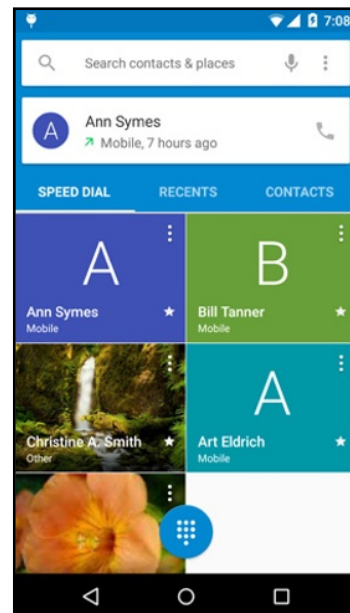 7:08
Search contacts & places
A
Ann Symes
Mobile, 7 hours ago
SPEED DIAL RECENTS CONTACTS
A
Ann Symes
Mobile
B
Bill Tanner
Mobile
Christine A. Smith
Other
A
Art Eldrich
Mobile